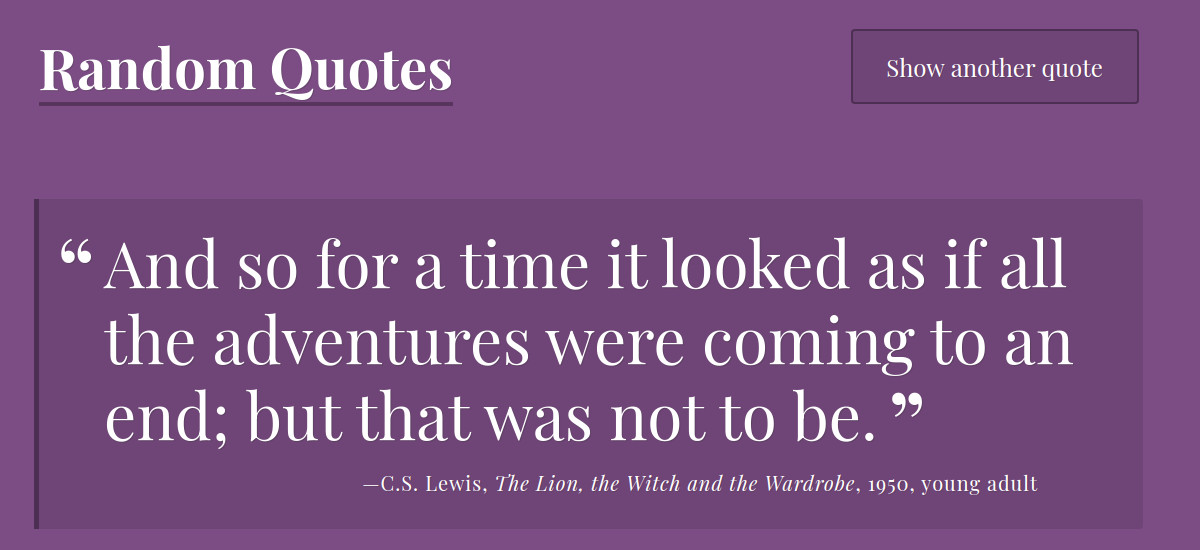 Random Quotes
Show another quote
“And so for a time it looked as if all
the adventures were coming to an
end; but that was not to be.”
—C.S. Lewis, The Lion, the Witch and the Wardrobe, 1950, young adult